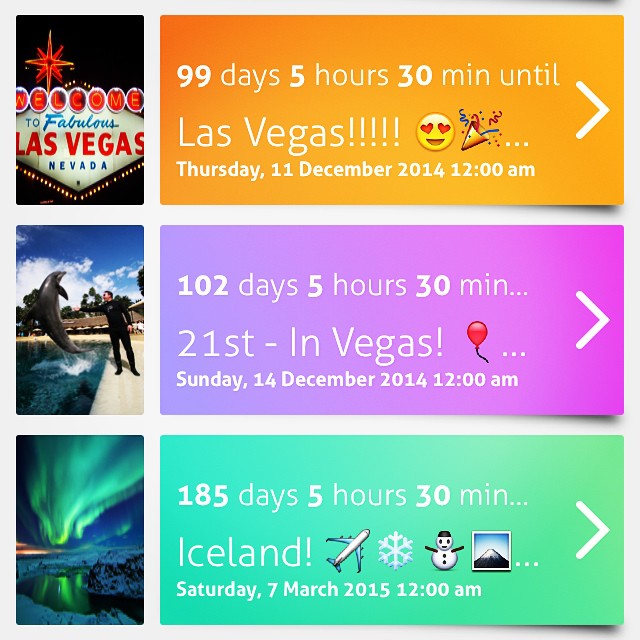 WELCOME
TO Fabulous
LAS VEGAS
NEVADA
99 days 5 hours 30 min until
Las Vegas!!!!! 😍🎉...
Thursday, 11 December 2014 12:00 am
102 days 5 hours 30 min...
21st - In Vegas! 🎈...
Sunday, 14 December 2014 12:00 am
185 days 5 hours 30 min...
Iceland! ✈️❄️⛄🗻...
Saturday, 7 March 2015 12:00 am